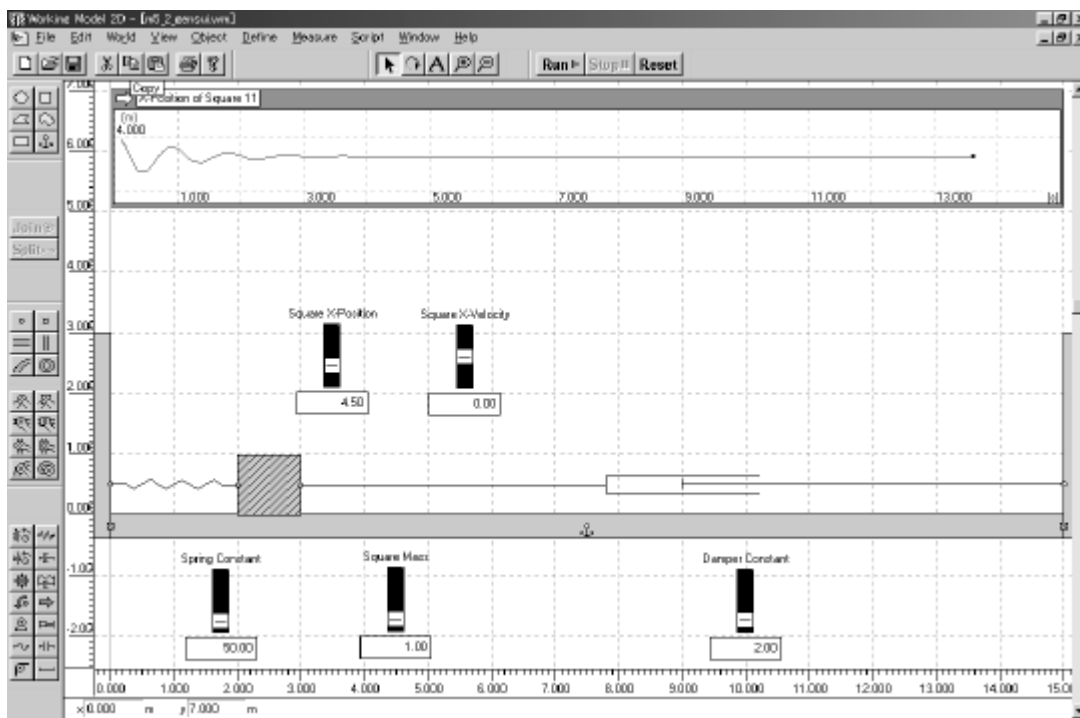 Working Model 2D - [m5_2_gensui.wm]
File Edit World View Object Define Measure Script Window Help
Run Stop Reset
Copy
X-Position of Square 11
[m]
4.000
1.000 3.000 5.000 7.000 9.000 11.000 13.000 [s]
7.000
6.000
5.000
Join
Split
4.000
Square X-Position Square X-Velocity
3.000
2.000
4.50 0.00
1.000
0.000
Spring Constant Square Mass Damper Constant
-1.00
-2.00
50.00 1.00 2.00
0.000 1.000 2.000 3.000 4.000 5.000 6.000 7.000 8.000 9.000 10.000 11.000 12.000 13.000 14.000 15.0
x 0.000 m y 7.000 m